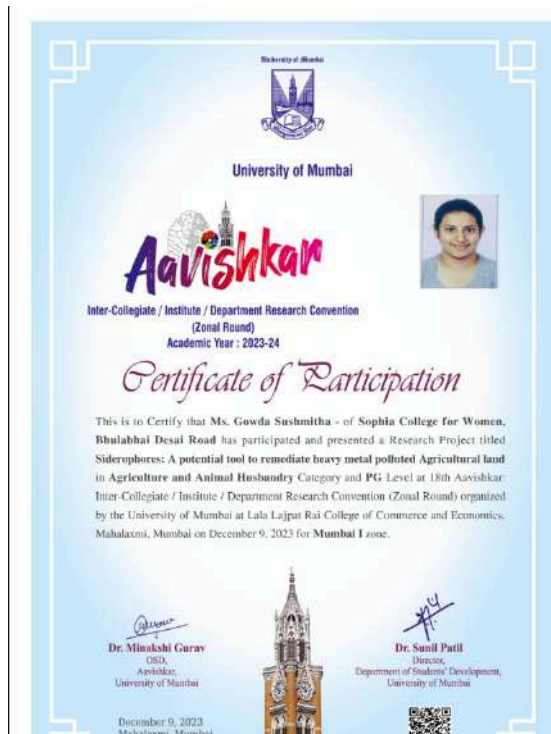 University of Mumbai
University of Mumbai
Aavishkar
Inter-Collegiate / Institute / Department Research Convention
(Zonal Round)
Academic Year : 2023-24
Certificate of Participation
This is to Certify that Ms. Gowda Sushmitha - of Sophia College for Women,
Bhulabhai Desai Road has participated and presented a Research Project titled
Siderophores: A potential tool to remediate heavy metal polluted Agricultural land
in Agriculture and Animal Husbundry Category and PG Level at 18th Aavishkar
Inter-Collegiate / Institute / Department Research Convention (Zonal Round) organized
by the University of Mumbai at Lala Lajpat Rai College of Commerce and Economics,
Mahalaxmi, Mumbai on December 9, 2023 for Mumbai I zone.
Dr. Minakshi Gurav
OSD,
Aavishkar,
University of Mumbai
Dr. Sunil Patil
Director,
Department of Students' Development,
University of Mumbai
December 9, 2023
Mahalaxmi, Mumbai